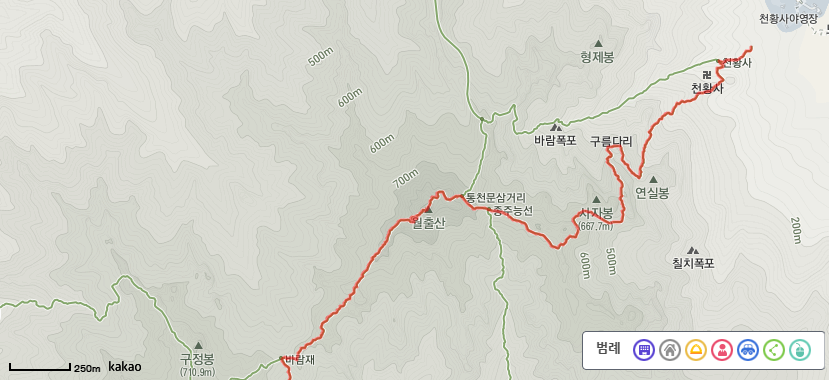 천황사야영장
형제봉
500m
천황사
卍
천황사
600m
바람폭포
구름다리
600m
700m
연실봉
통천문삼거리
종주능선
사자봉
(667.7m)
월출산
200m
칠치폭포
500m
600m
구정봉
(710.9m)
바람재
범례
250m kakao